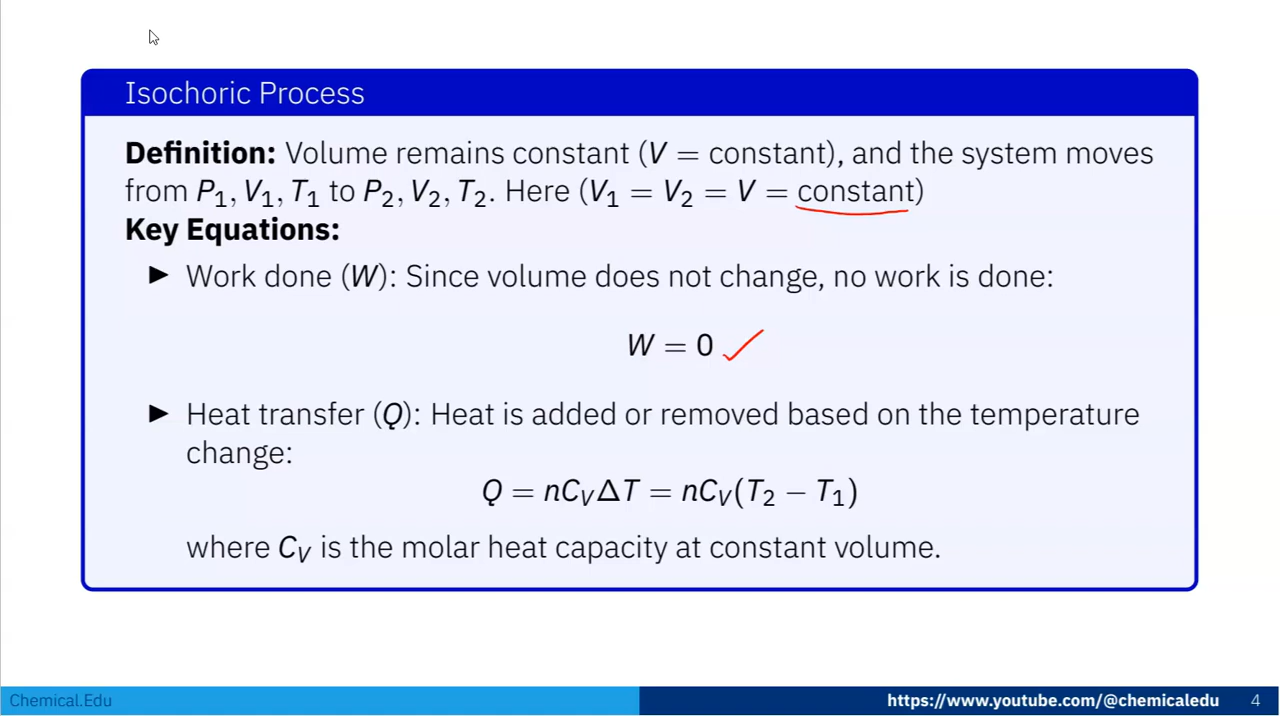 Isochoric Process
Definition: Volume remains constant (V = constant), and the system moves
from P₁, V₁, T₁ to P₂, V₂, T₂. Here (V₁ = V₂ = V = constant)
Key Equations:
▶ Work done (W): Since volume does not change, no work is done:
W = 0
▶ Heat transfer (Q): Heat is added or removed based on the temperature
change:
Q = nC_VΔT = nC_V(T₂ − T₁)
where C_V is the molar heat capacity at constant volume.
Chemical.Edu
https://www.youtube.com/@chemicaledu
4